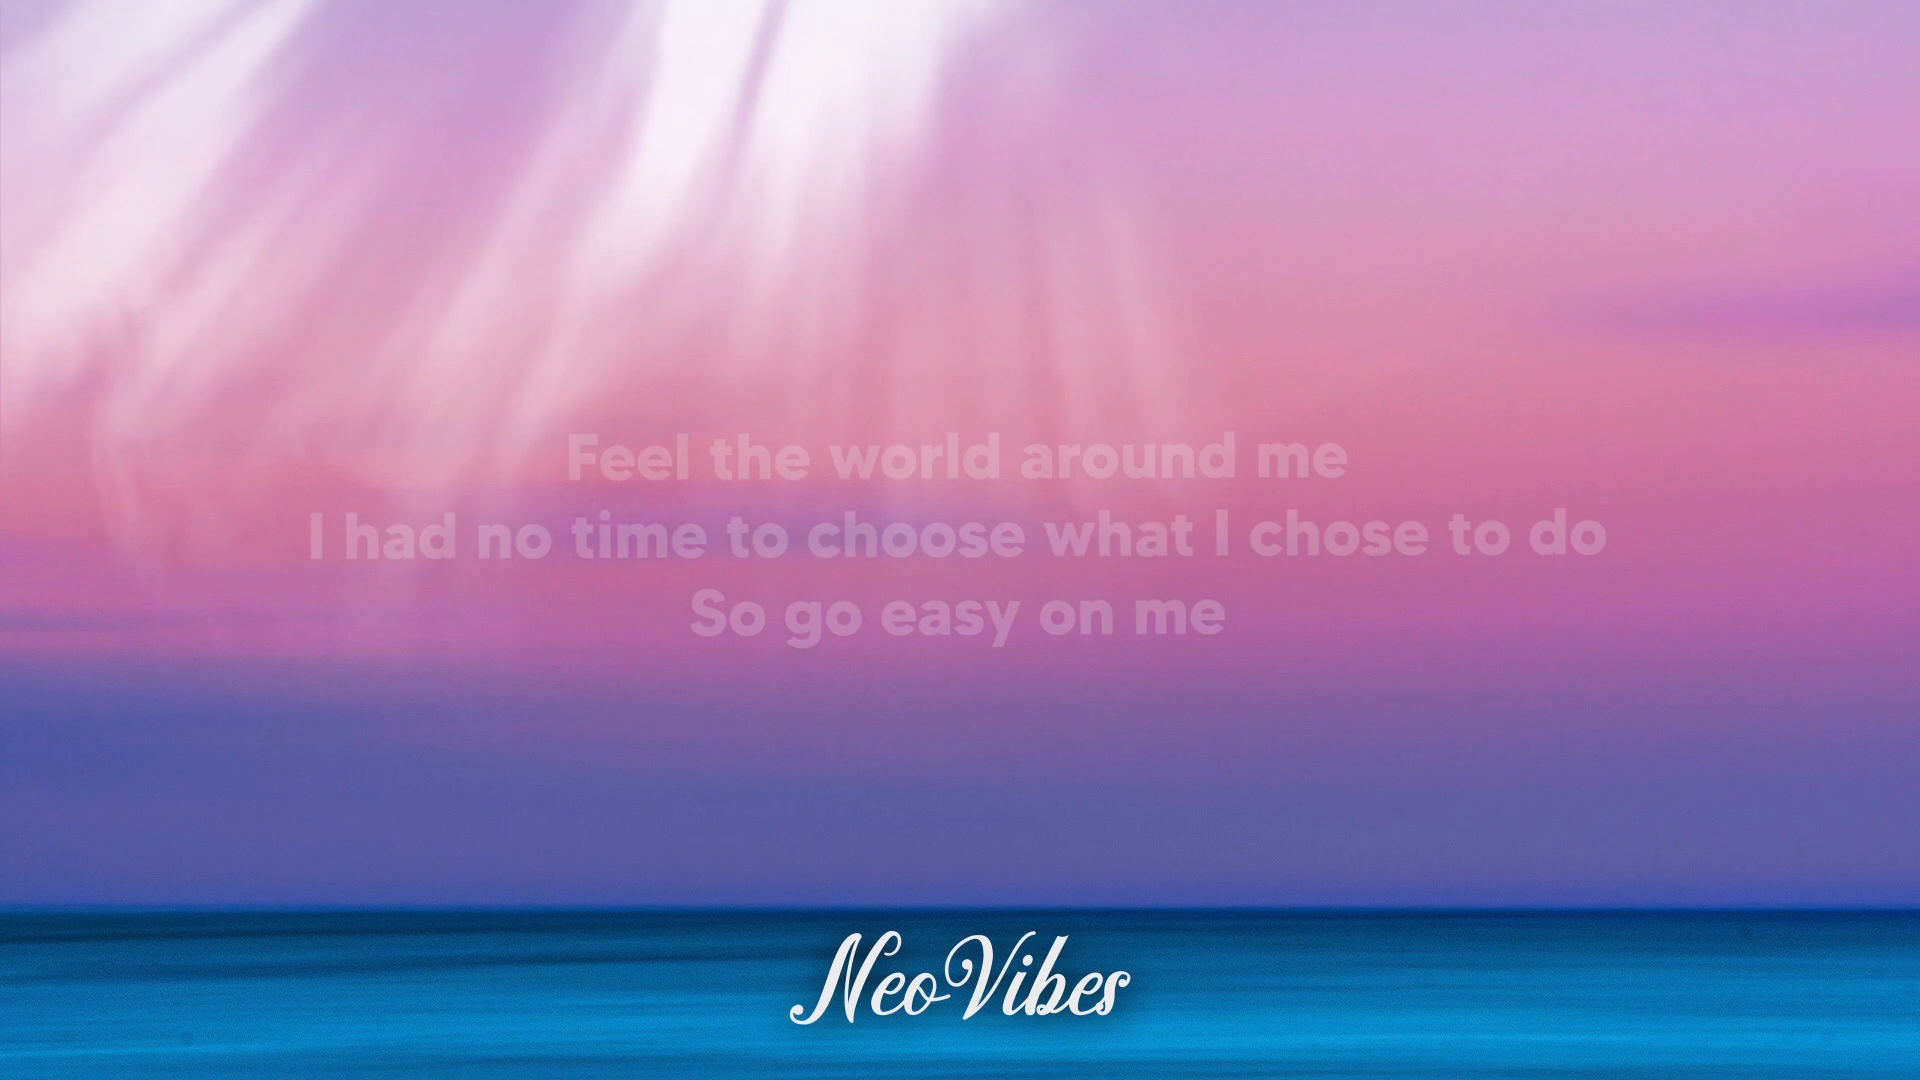 Feel the world around me
I had no time to choose what I chose to do
So go easy on me
NeoVibes